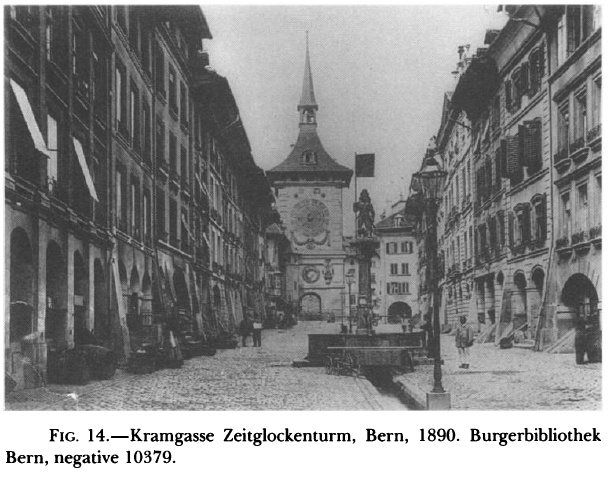 FIG. 14.—Kramgasse Zeitglockenturm, Bern, 1890. Burgerbibliothek
Bern, negative 10379.